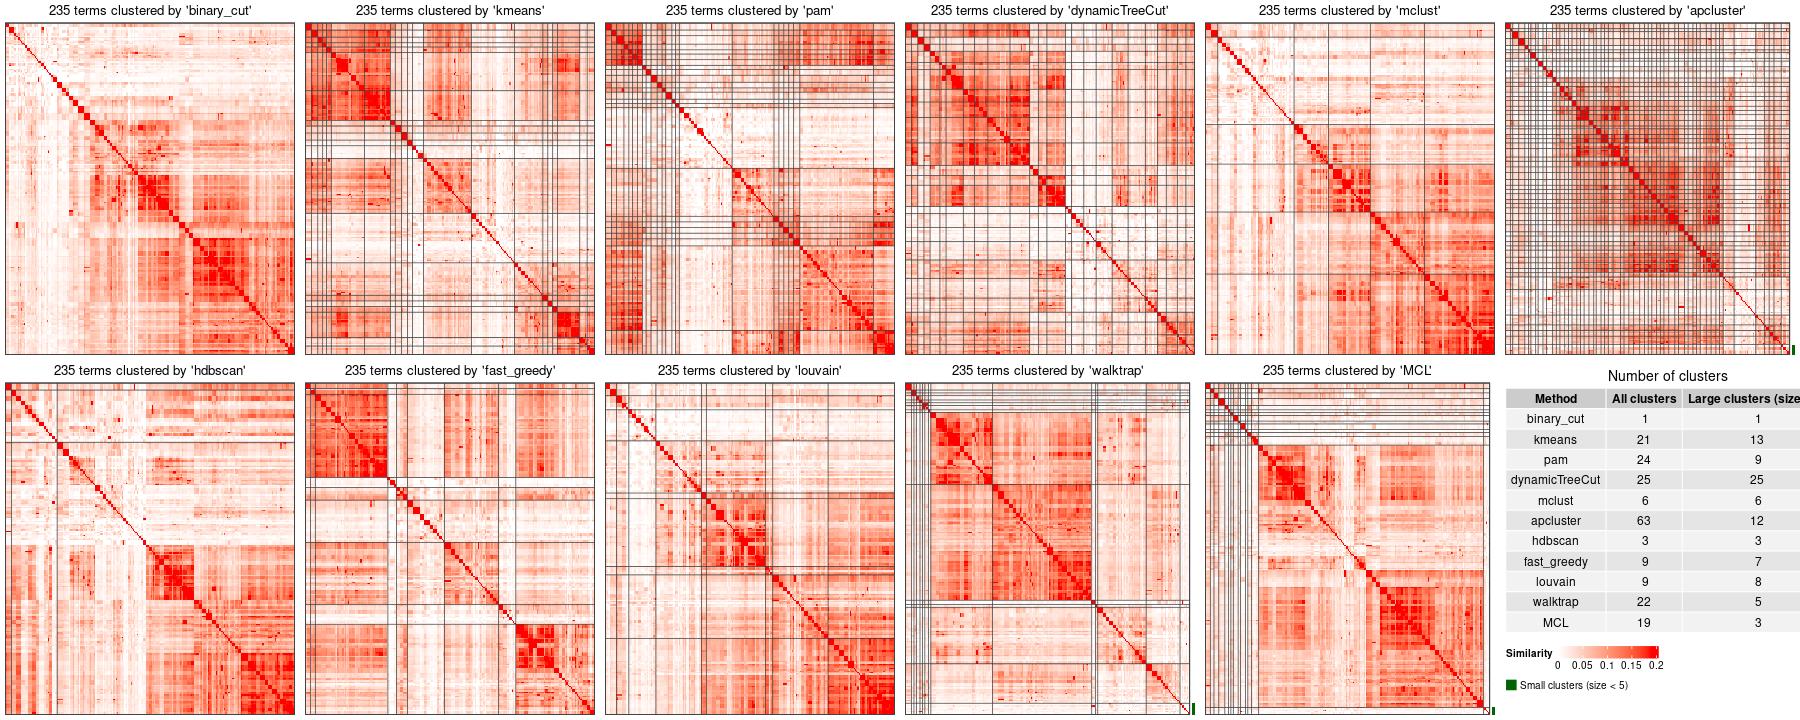 235 terms clustered by 'binary_cut'
235 terms clustered by 'kmeans'
235 terms clustered by 'pam'
235 terms clustered by 'dynamicTreeCut'
235 terms clustered by 'mclust'
235 terms clustered by 'apcluster'
235 terms clustered by 'hdbscan'
235 terms clustered by 'fast_greedy'
235 terms clustered by 'louvain'
235 terms clustered by 'walktrap'
235 terms clustered by 'MCL'
Number of clusters
Method All clusters Large clusters (size
binary_cut 1 1
kmeans 21 13
pam 24 9
dynamicTreeCut 25 25
mclust 6 6
apcluster 63 12
hdbscan 3 3
fast_greedy 9 7
louvain 9 8
walktrap 22 5
MCL 19 3
Similarity
0 0.05 0.1 0.15 0.2
Small clusters (size < 5)